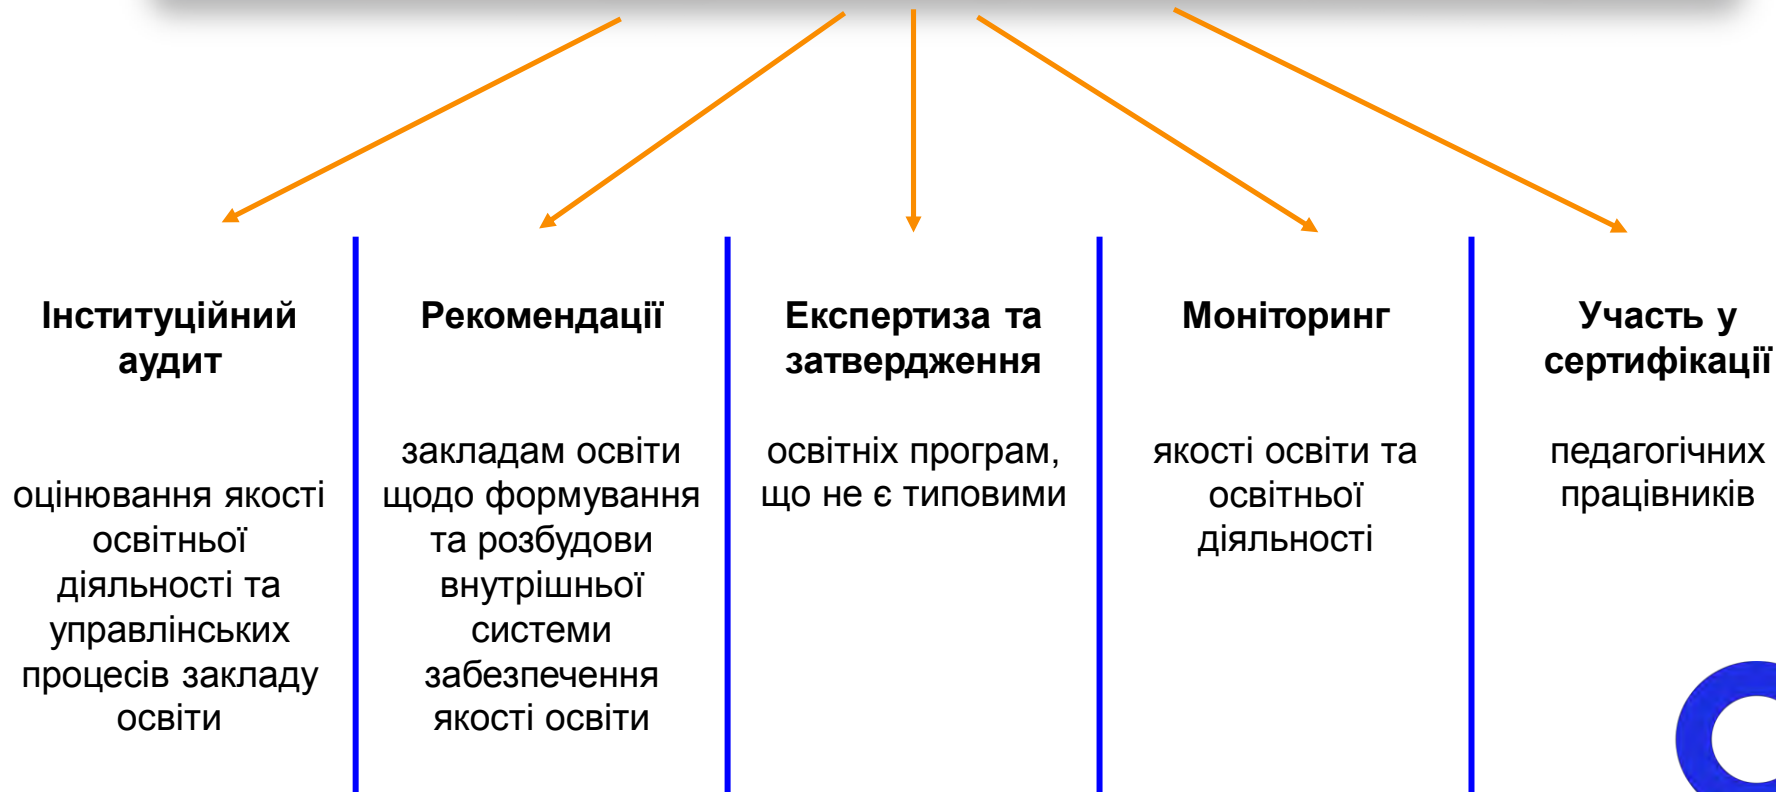 Інституційний
аудит
оцінювання якості
освітньої
діяльності та
управлінських
процесів закладу
освіти
Рекомендації
закладам освіти
щодо формування
та розбудови
внутрішньої
системи
забезпечення
якості освіти
Експертиза та
затвердження
освітніх програм,
що не є типовими
Моніторинг
якості освіти та
освітньої
діяльності
Участь у
сертифікації
педагогічних
працівників